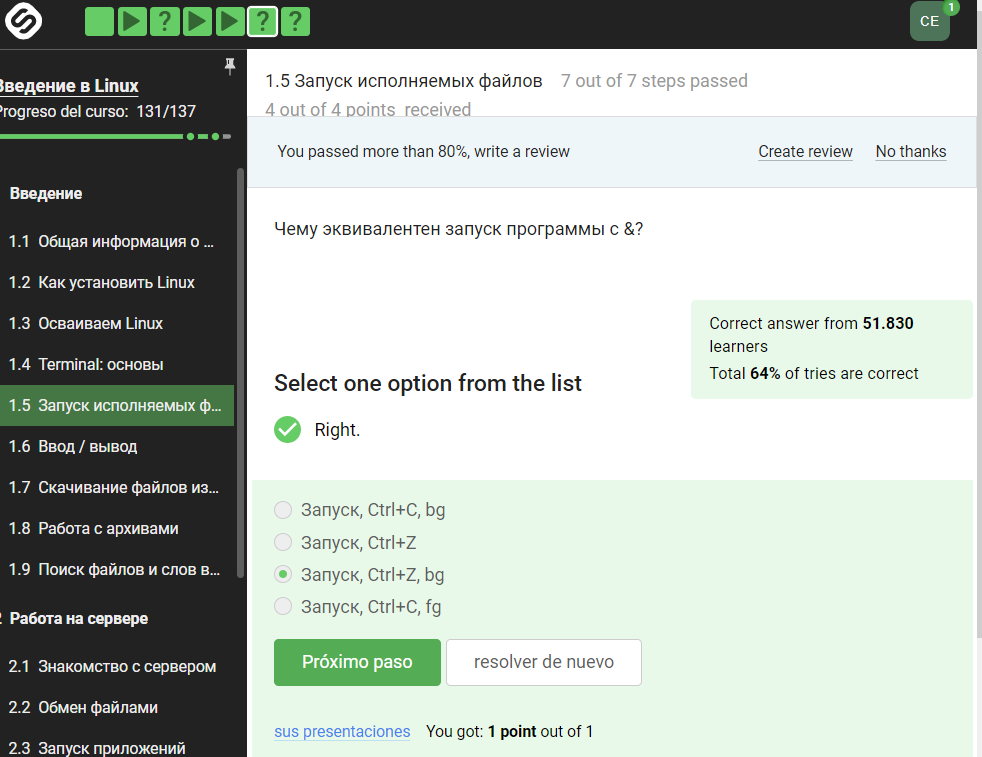 ? ? ?
CE
1
Введение в Linux
Progreso del curso: 131/137
Введение
1.1 Общая информация о ...
1.2 Как установить Linux
1.3 Осваиваем Linux
1.4 Terminal: основы
1.5 Запуск исполняемых ф...
1.6 Ввод / вывод
1.7 Скачивание файлов из...
1.8 Работа с архивами
1.9 Поиск файлов и слов в...
2 Работа на сервере
2.1 Знакомство с сервером
2.2 Обмен файлами
2.3 Запуск приложений
1.5 Запуск исполняемых файлов 7 out of 7 steps passed
4 out of 4 points received
You passed more than 80%, write a review Create review No thanks
Чему эквивалентен запуск программы с &?
Correct answer from 51.830
learners
Total 64% of tries are correct
Select one option from the list
Right.
Запуск, Ctrl+C, bg
Запуск, Ctrl+Z
Запуск, Ctrl+Z, bg
Запуск, Ctrl+C, fg
Próximo paso resolver de nuevo
sus presentaciones You got: 1 point out of 1